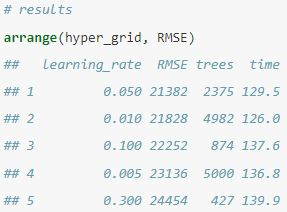 # results
arrange(hyper_grid, RMSE)
##   learning_rate  RMSE trees  time
## 1         0.050 21382  2375 129.5
## 2         0.010 21828  4982 126.0
## 3         0.100 22252   874 137.6
## 4         0.005 23136  5000 136.8
## 5         0.300 24454   427 139.9